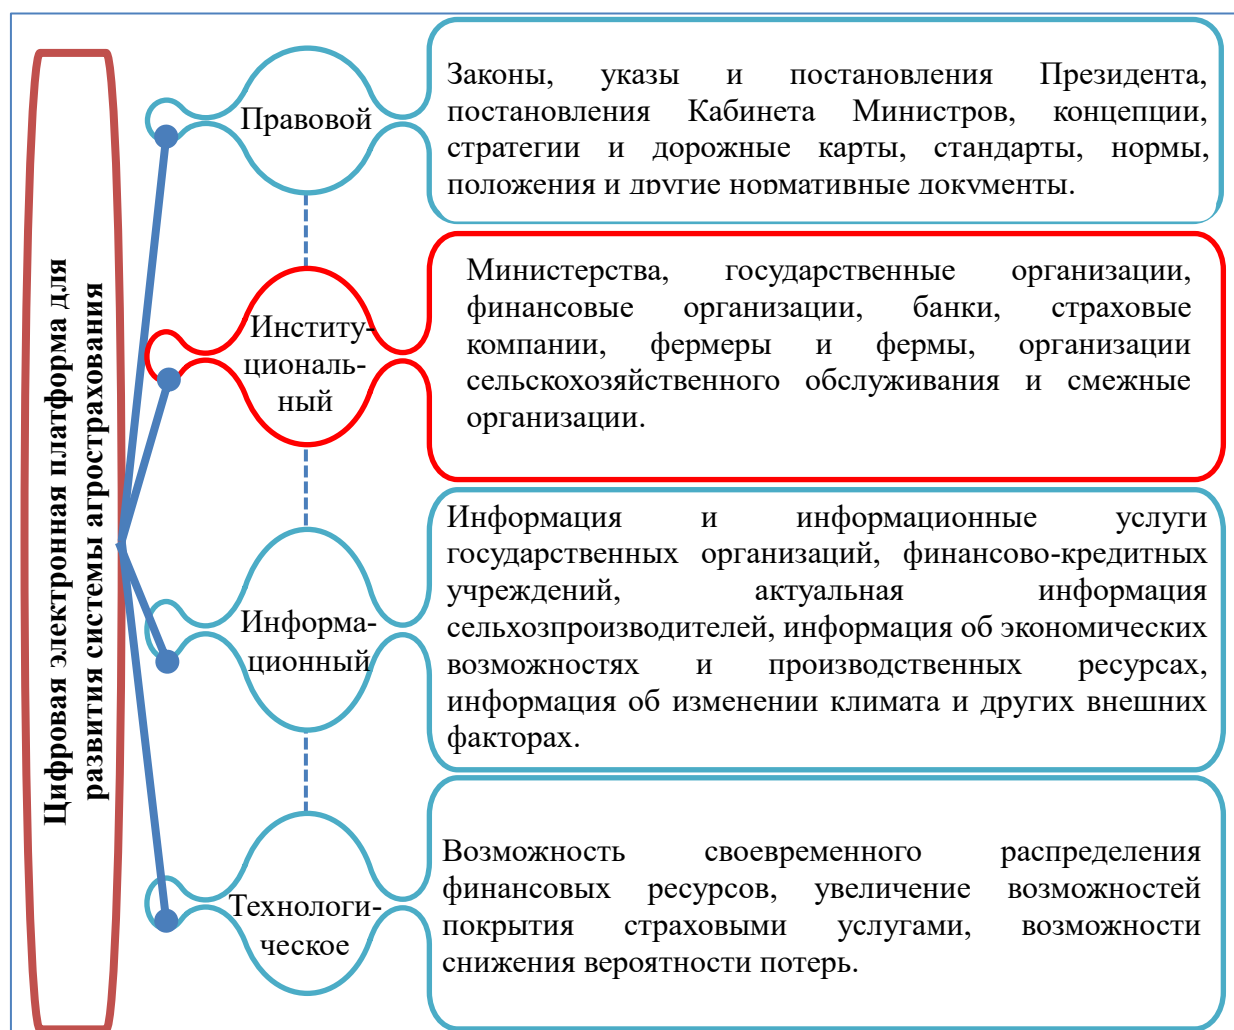 Цифровая электронная платформа для
развития системы агрострахования
Правовой
Законы, указы и постановления Президента,
постановления Кабинета Министров, концепции,
стратегии и дорожные карты, стандарты, нормы,
положения и другие нормативные документы.
Институ-
циональ-
ный
Министерства, государственные организации,
финансовые организации, банки, страховые
компании, фермеры и фермы, организации
сельскохозяйственного обслуживания и смежные
организации.
Информа-
ционный
Информация и информационные услуги
государственных организаций, финансово-кредитных
учреждений, актуальная информация
сельхозпроизводителей, информация об экономических
возможностях и производственных ресурсах,
информация об изменении климата и других внешних
факторах.
Технологи-
ческое
Возможность своевременного распределения
финансовых ресурсов, увеличение возможностей
покрытия страховыми услугами, возможности
снижения вероятности потерь.